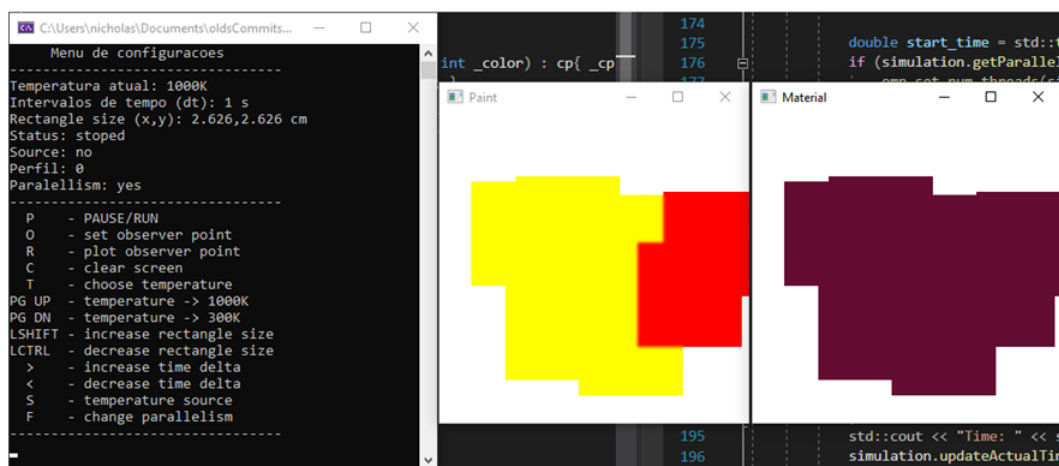 C:\Users\nicholas\Documents\oldsCommits...
Menu de configuracoes
--------------------------------
Temperatura atual: 1000K
Intervalos de tempo (dt): 1 s
Rectangle size (x,y): 2.626,2.626 cm
Status: stoped
Source: no
Perfil: 0
Paralellism: yes
--------------------------------
P - PAUSE/RUN
O - set observer point
R - plot observer point
C - clear screen
T - choose temperature
PG UP - temperature -> 1000K
PG DN - temperature -> 300K
LSHIFT - increase rectangle size
LCTRL - decrease rectangle size
> - increase time delta
< - decrease time delta
S - temperature source
F - change parallelism
--------------------------------
int _color) : cp{ _cp
174
175 double start_time = std::
176 if (simulation.getParallel
Paint
Material
195 std::cout << "Time: " <<
196 simulation.updateActualTi